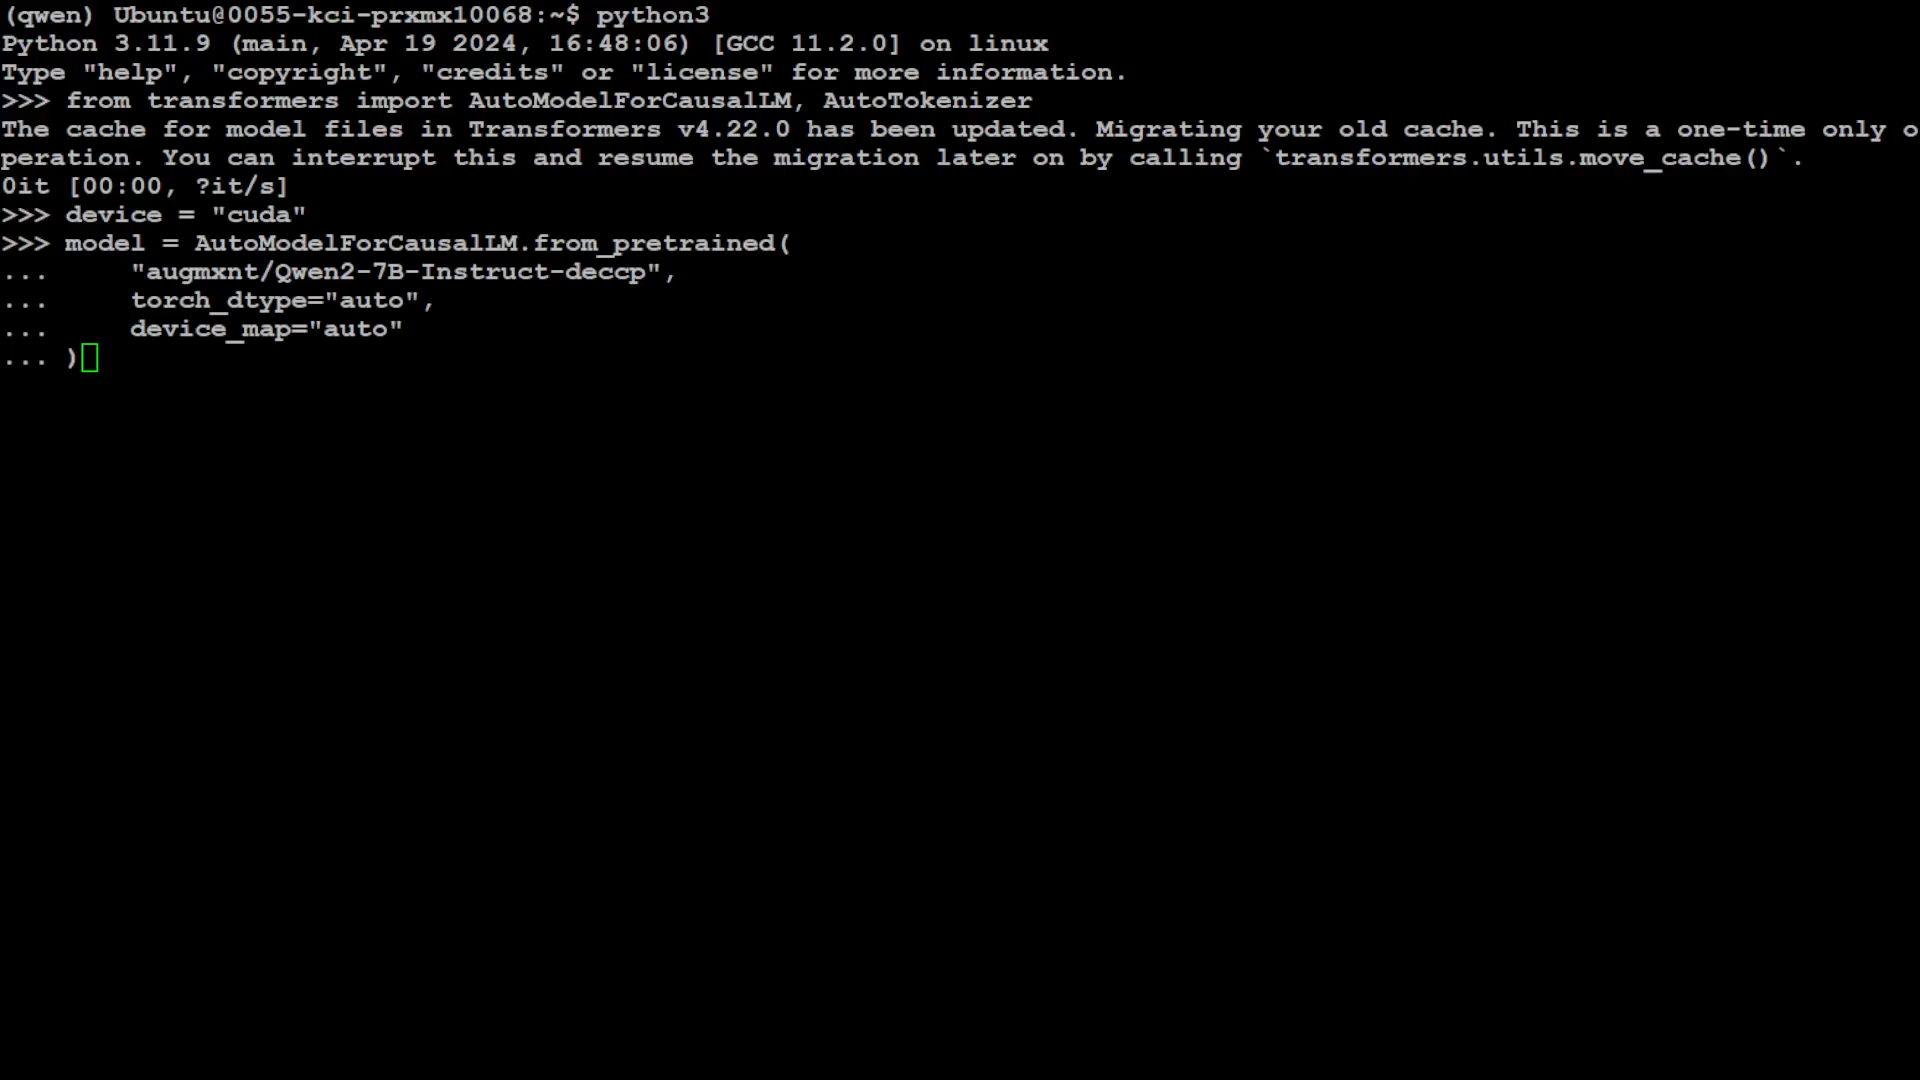 (qwen) Ubuntu@0055-kci-prxmx10068:~$ python3
Python 3.11.9 (main, Apr 19 2024, 16:48:06) [GCC 11.2.0] on linux
Type "help", "copyright", "credits" or "license" for more information.
>>> from transformers import AutoModelForCausalLM, AutoTokenizer
The cache for model files in Transformers v4.22.0 has been updated. Migrating your old cache. This is a one-time only o
peration. You can interrupt this and resume the migration later on by calling `transformers.utils.move_cache()`.
0it [00:00, ?it/s]
>>> device = "cuda"
>>> model = AutoModelForCausalLM.from_pretrained(
...     "augmxnt/Qwen2-7B-Instruct-deccp",
...     torch_dtype="auto",
...     device_map="auto"
... )